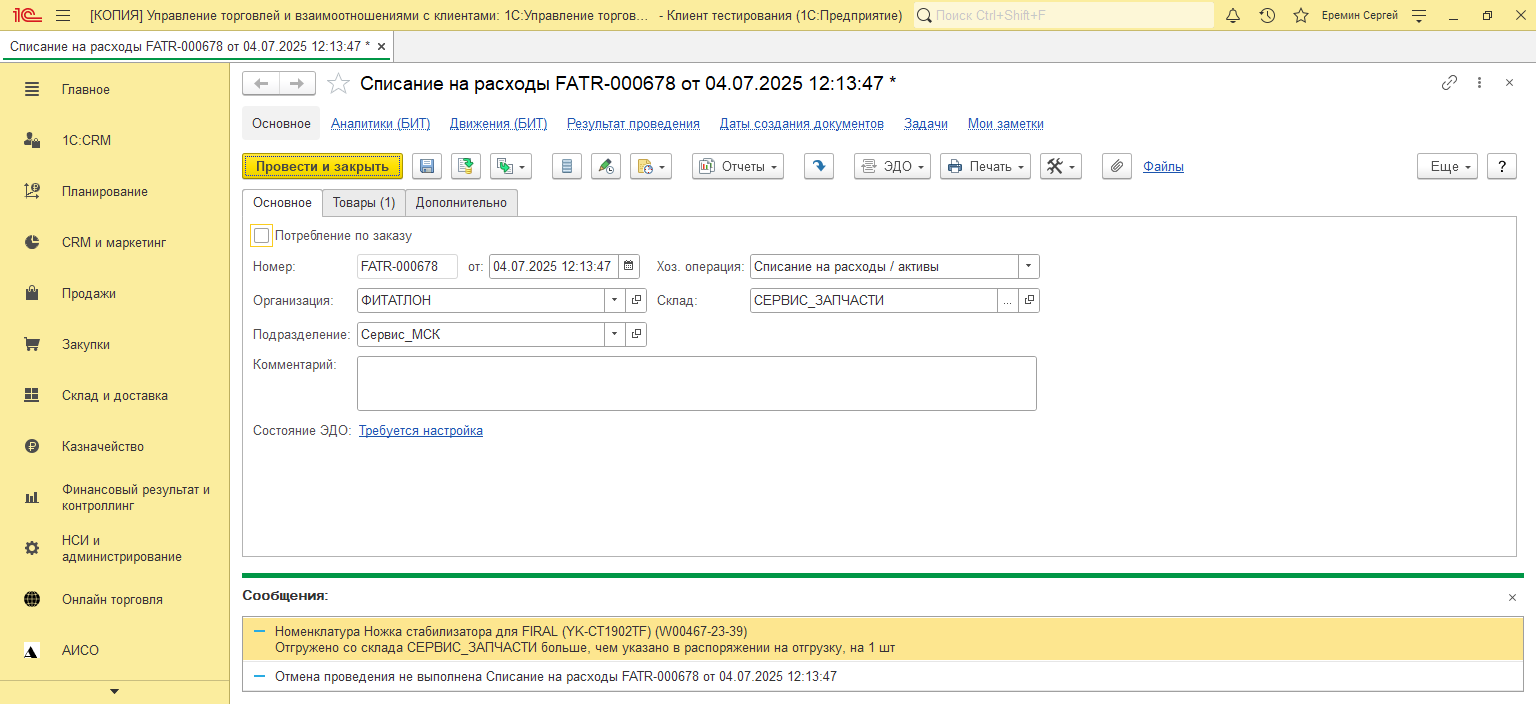 1С [КОПИЯ] Управление торговлей и взаимоотношениями с клиентами: 1С:Управление торгов... - Клиент тестирования (1С:Предприятие) Поиск Ctrl+Shift+F Еремин Сергей
Списание на расходы FATR-000678 от 04.07.2025 12:13:47 * ×
Главное
1С:CRM
Планирование
CRM и маркетинг
Продажи
Закупки
Склад и доставка
Казначейство
Финансовый результат и
контроллинг
НСИ и
администрирование
Онлайн торговля
АИСО
Списание на расходы FATR-000678 от 04.07.2025 12:13:47 *
Основное Аналитики (БИТ) Движения (БИТ) Результат проведения Даты создания документов Задачи Мои заметки
Провести и закрыть Отчеты ЭДО Печать Файлы Еще ?
Основное Товары (1) Дополнительно
Потребление по заказу
Номер: FATR-000678 от: 04.07.2025 12:13:47 Хоз. операция: Списание на расходы / активы
Организация: ФИТАТЛОН Склад: СЕРВИС_ЗАПЧАСТИ ...
Подразделение: Сервис_МСК
Комментарий:
Состояние ЭДО: Требуется настройка
Сообщения:
Номенклатура Ножка стабилизатора для FIRAL (YK-CT1902TF) (W00467-23-39)
Отгружено со склада СЕРВИС_ЗАПЧАСТИ больше, чем указано в распоряжении на отгрузку, на 1 шт
Отмена проведения не выполнена Списание на расходы FATR-000678 от 04.07.2025 12:13:47